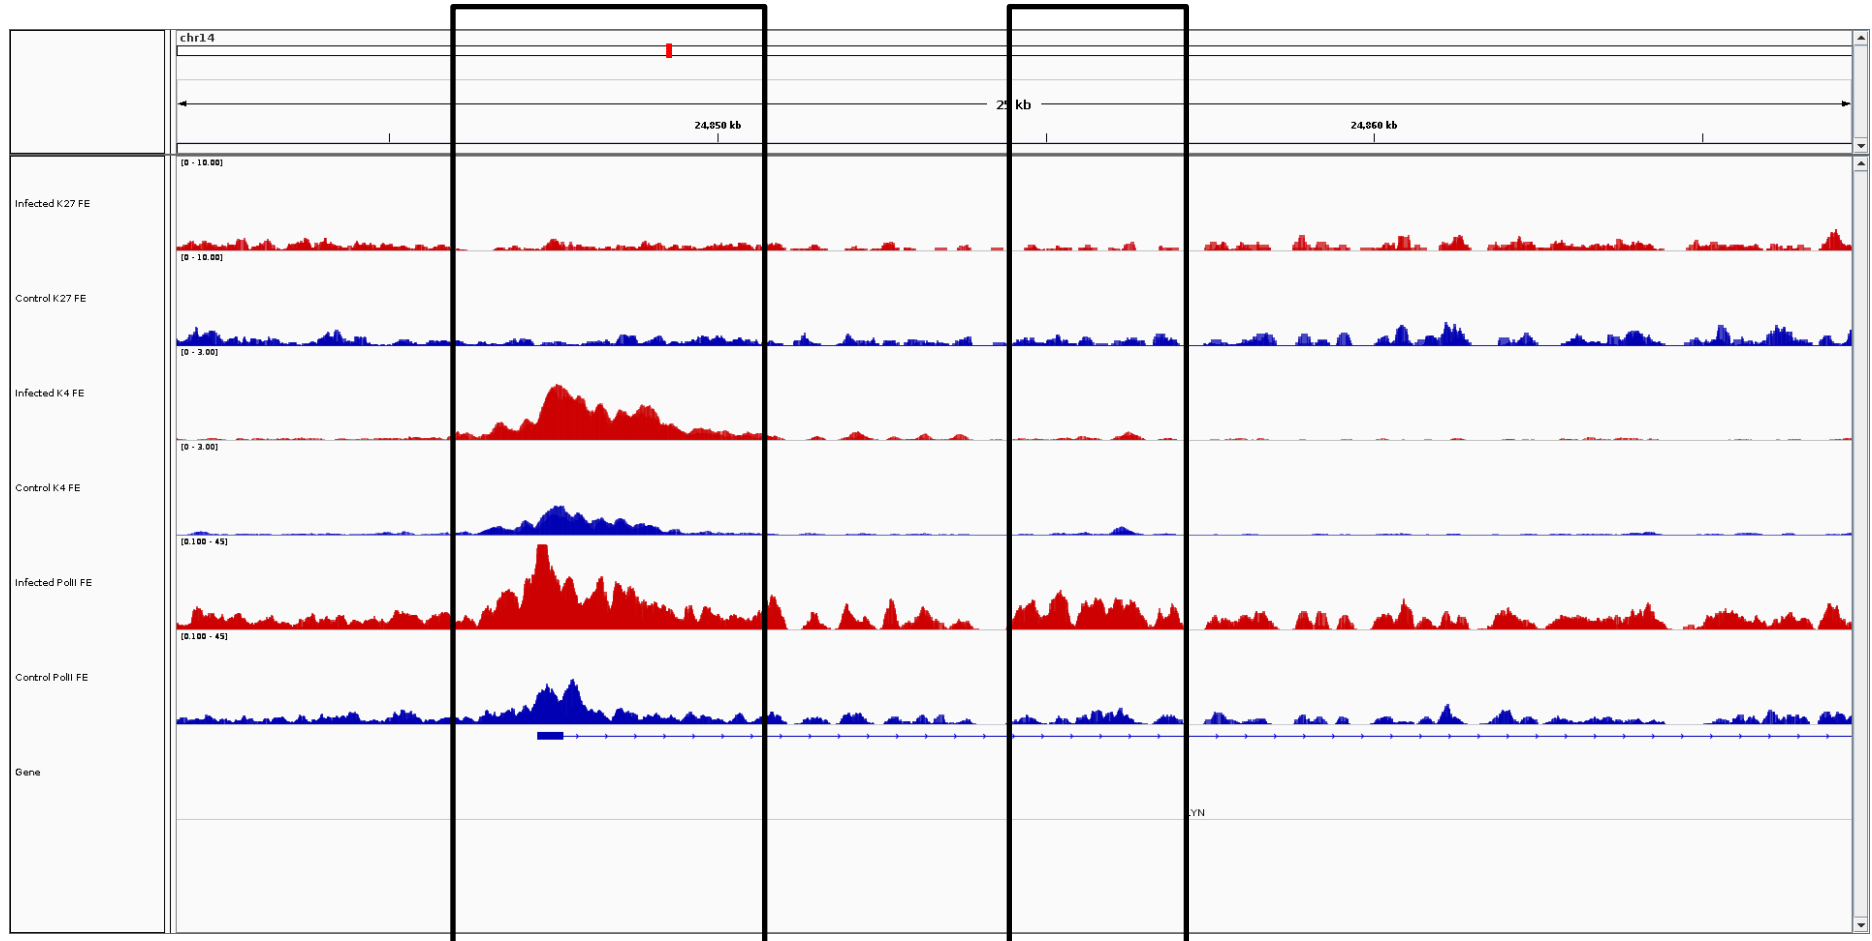 chr14
25 kb
24,850 kb
24,860 kb
[0 - 10.00]
Infected K27 FE
[0 - 10.00]
Control K27 FE
[0 - 3.00]
Infected K4 FE
[0 - 3.00]
Control K4 FE
[0.100 - 45]
Infected PolII FE
[0.100 - 45]
Control PolII FE
Gene
LYN